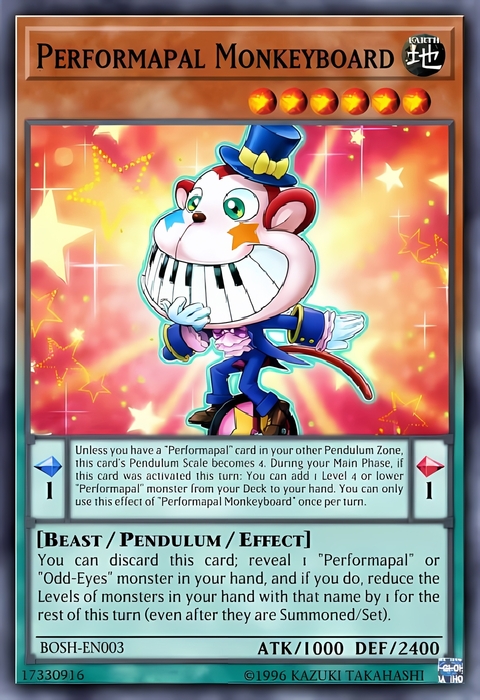 PERFORMAPAL MONKEYBOARD
EARTH
地
Unless you have a "Performapal" card in your other Pendulum Zone,
this card's Pendulum Scale becomes 4. During your Main Phase, if
this card was activated this turn: You can add 1 Level 4 or lower
"Performapal" monster from your Deck to your hand. You can only
use this effect of "Performapal Monkeyboard" once per turn.
1
1
[BEAST / PENDULUM / EFFECT]
You can discard this card; reveal 1 "Performapal" or
"Odd-Eyes" monster in your hand, and if you do, reduce the
Levels of monsters in your hand with that name by 1 for the
rest of this turn (even after they are Summoned/Set).
BOSH-EN003
ATK/1000 DEF/2400
17330916
©1996 KAZUKI TAKAHASHI